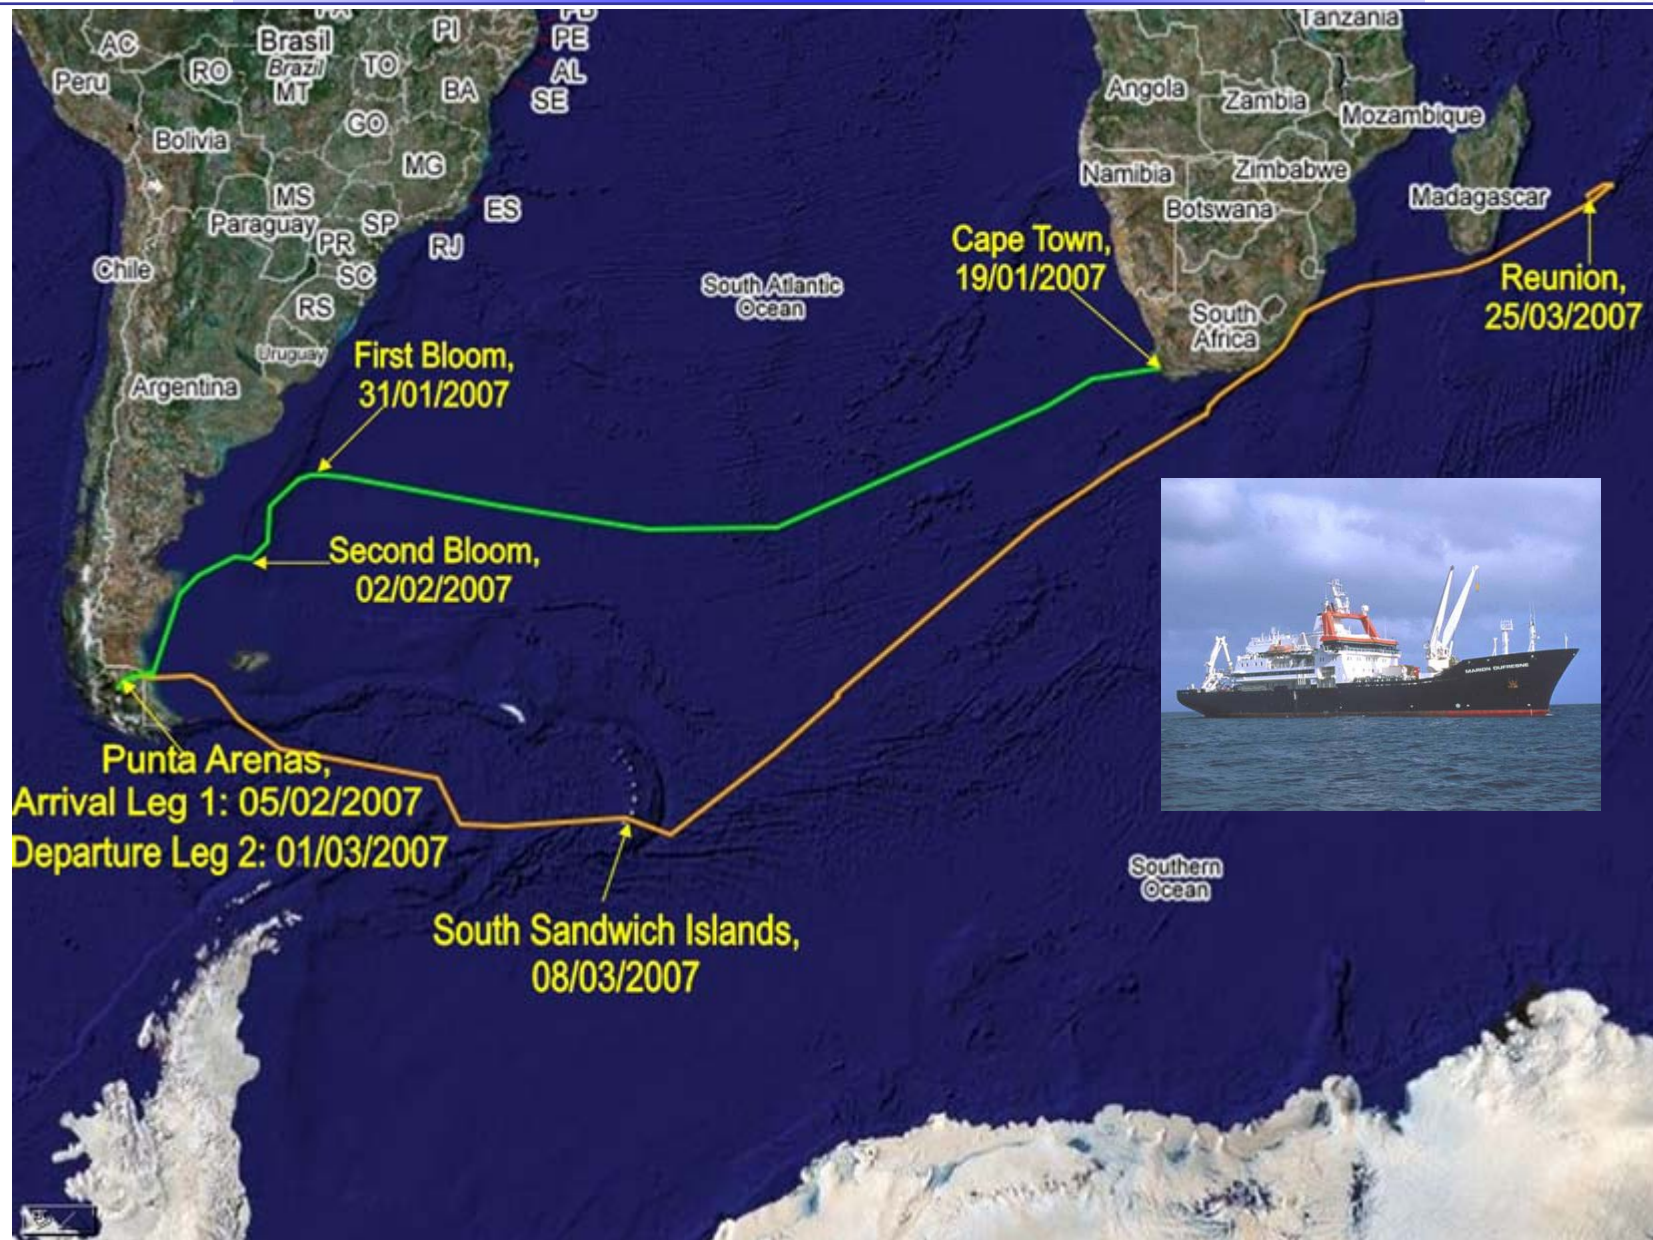 PB
Tanzania
AC
Brasil
Brazil
MT
PI
PE
Peru
RO
TO
BA
AL
SE
Angola
Zambia
Mozambique
GO
Bolivia
MG
Namibia
Zimbabwe
MS
Paraguay
SP
ES
PR
RJ
Botswana
Madagascar
Cape Town,
19/01/2007
Chile
SC
RS
South Atlantic
Ocean
Reunion,
25/03/2007
South
Africa
Uruguay
First Bloom,
31/01/2007
Argentina
Second Bloom,
02/02/2007
MARION DUFRESNE
Punta Arenas,
Arrival Leg 1: 05/02/2007
Departure Leg 2: 01/03/2007
Southern
Ocean
South Sandwich Islands,
08/03/2007